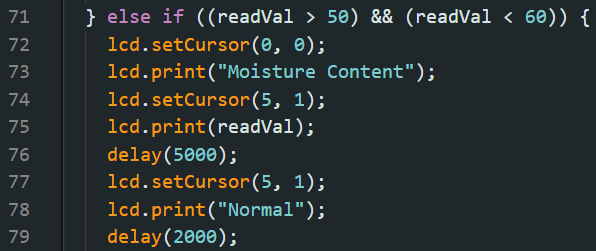 71 } else if ((readVal > 50) && (readVal < 60)) {
72 lcd.setCursor(0, 0);
73 lcd.print("Moisture Content");
74 lcd.setCursor(5, 1);
75 lcd.print(readVal);
76 delay(5000);
77 lcd.setCursor(5, 1);
78 lcd.print("Normal");
79 delay(2000);